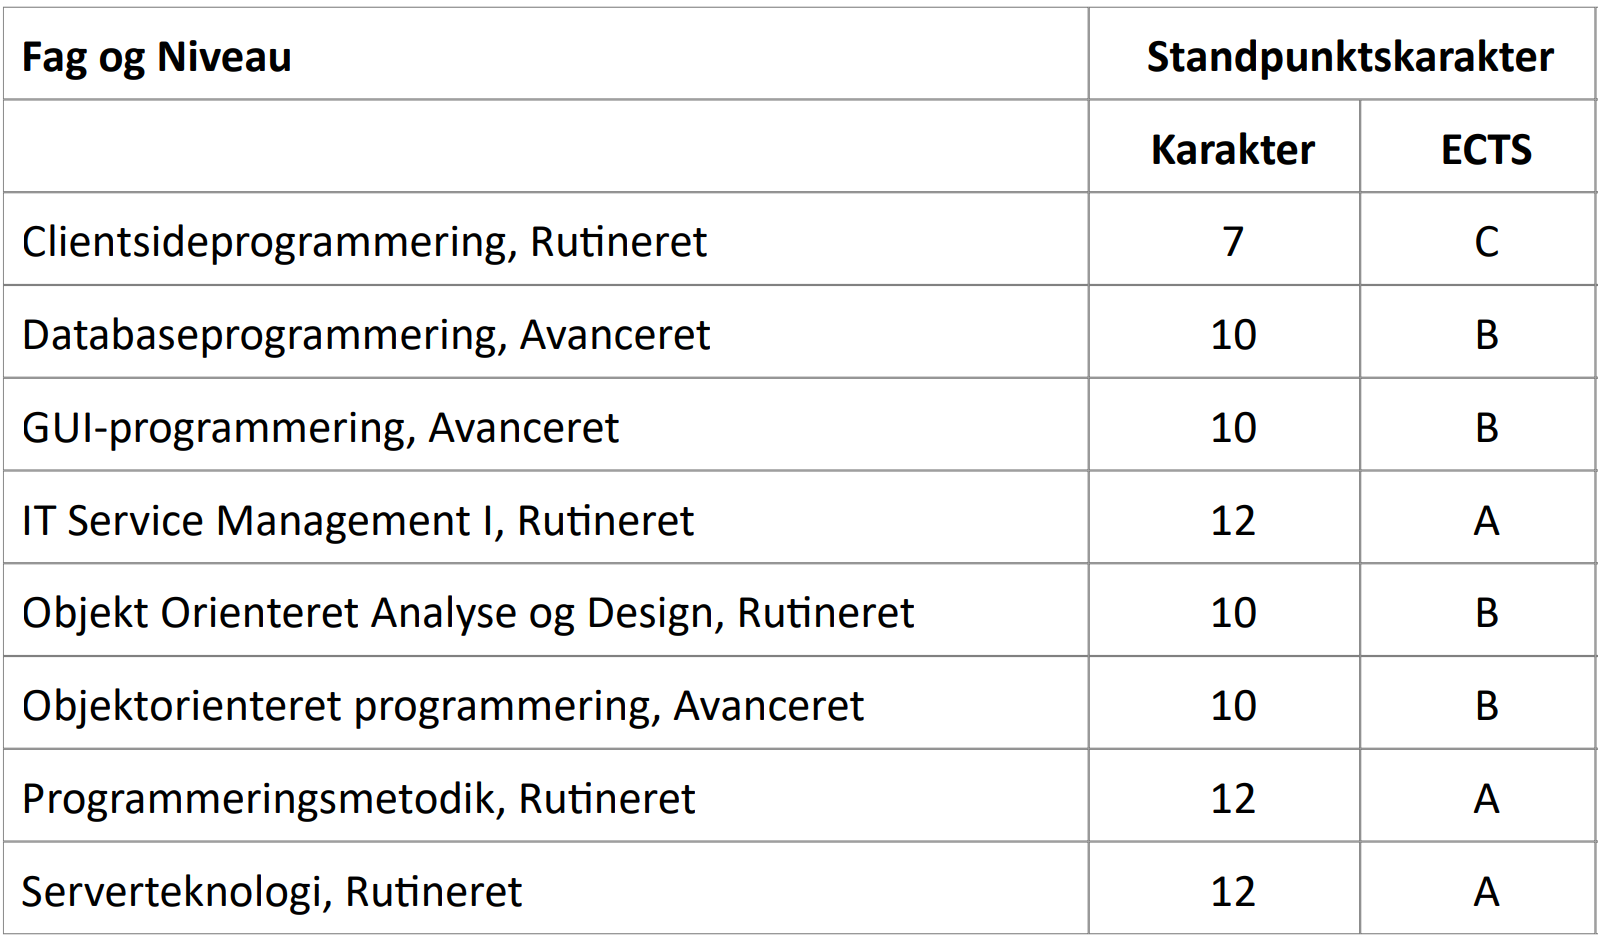 Fag og Niveau Standpunktskarakter
Karakter ECTS
Clientsideprogrammering, Rutineret 7 C
Databaseprogrammering, Avanceret 10 B
GUI-programmering, Avanceret 10 B
IT Service Management I, Rutineret 12 A
Objekt Orienteret Analyse og Design, Rutineret 10 B
Objektorienteret programmering, Avanceret 10 B
Programmeringsmetodik, Rutineret 12 A
Serverteknologi, Rutineret 12 A